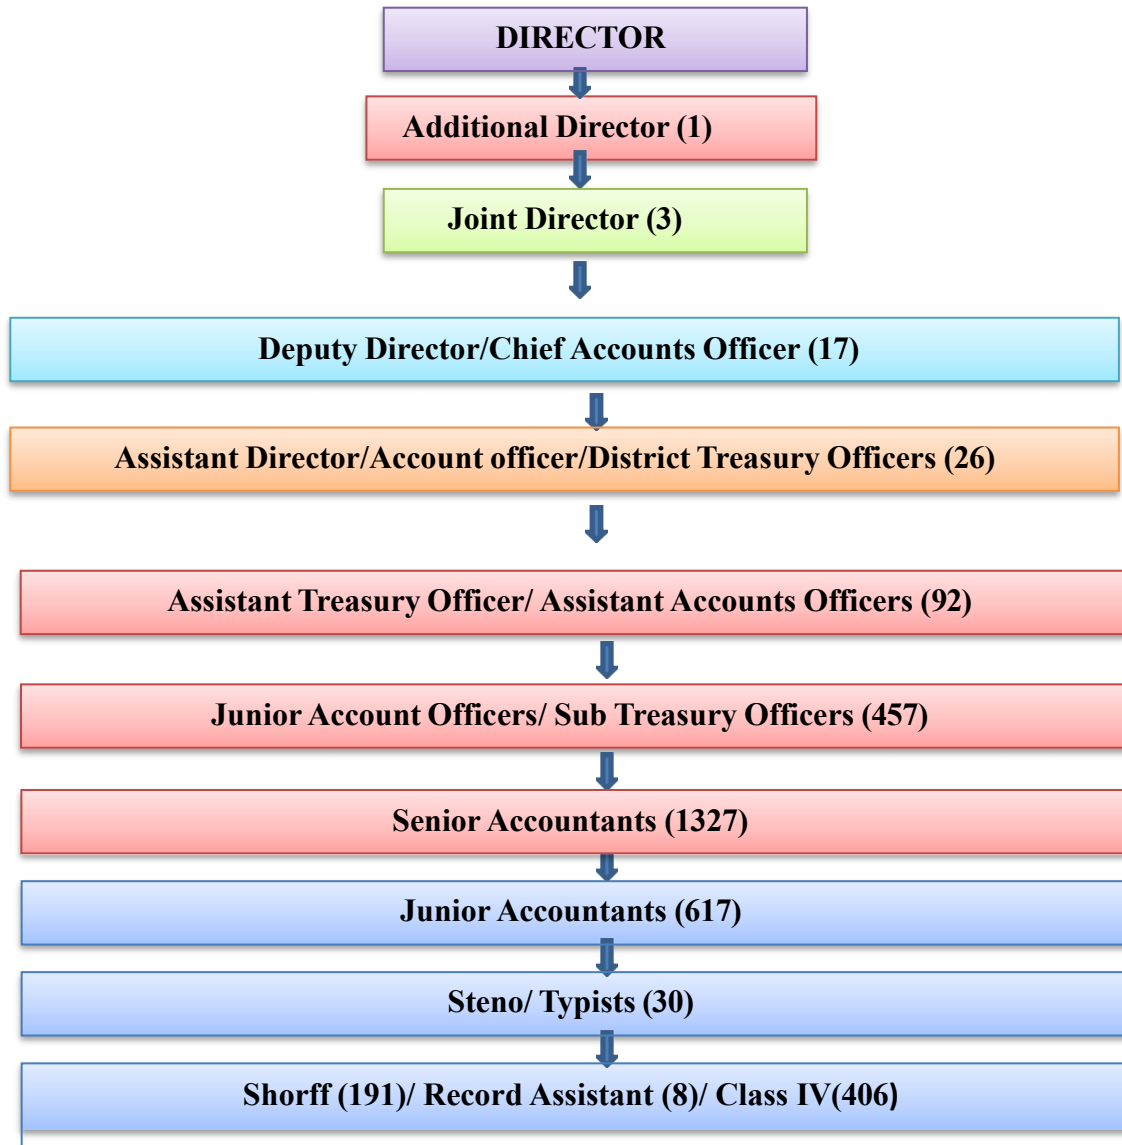 DIRECTOR
Additional Director (1)
Joint Director (3)
Deputy Director/Chief Accounts Officer (17)
Assistant Director/Account officer/District Treasury Officers (26)
Assistant Treasury Officer/ Assistant Accounts Officers (92)
Junior Account Officers/ Sub Treasury Officers (457)
Senior Accountants (1327)
Junior Accountants (617)
Steno/ Typists (30)
Shorff (191)/ Record Assistant (8)/ Class IV(406)